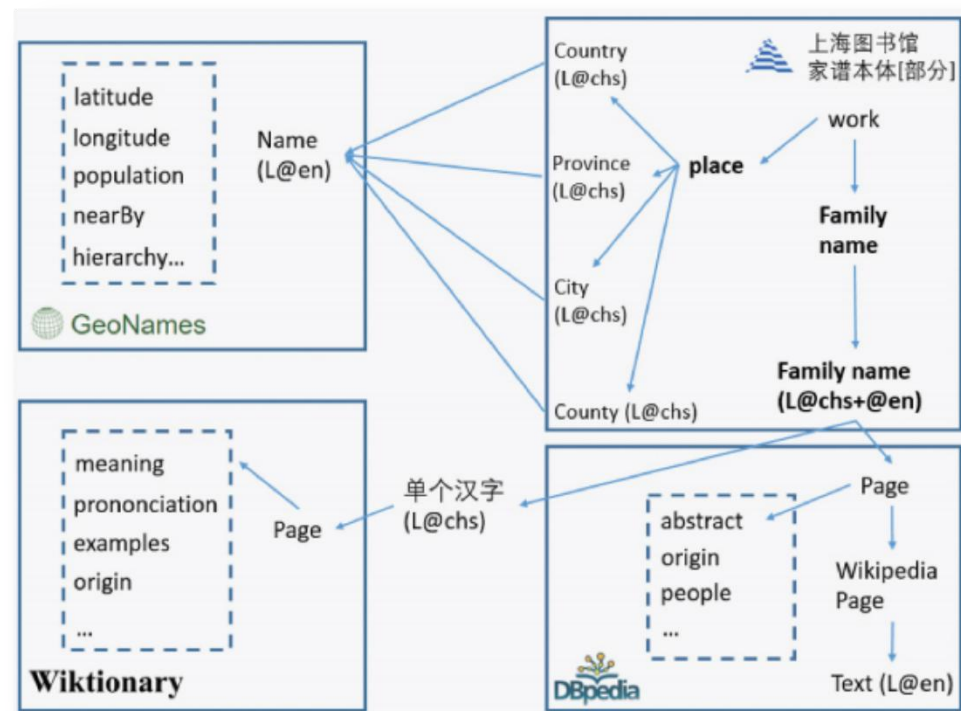 latitude
longitude
population
nearBy
hierarchy...
Name
(L@en)
GeoNames
Country
(L@chs)
Province
(L@chs)
City
(L@chs)
County (L@chs)
place
上海图书馆
家谱本体[部分]
work
Family
name
Family name
(L@chs+@en)
meaning
prononciation
examples
origin
...
Page
Wiktionary
单个汉字
(L@chs)
abstract
origin
people
...
Page
Wikipedia
Page
Text (L@en)
DBpedia